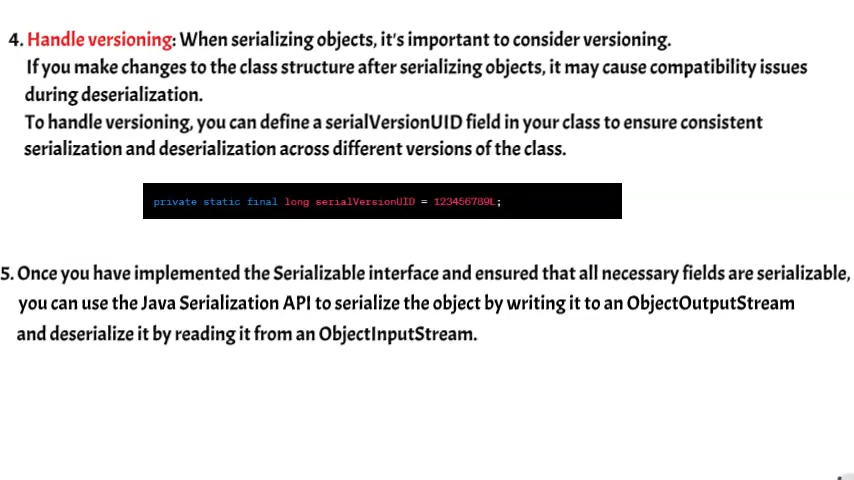 4. Handle versioning: When serializing objects, it's important to consider versioning.
If you make changes to the class structure after serializing objects, it may cause compatibility issues
during deserialization.
To handle versioning, you can define a serialVersionUID field in your class to ensure consistent
serialization and deserialization across different versions of the class.
private static final long serialVersionUID = 123456789L;
5. Once you have implemented the Serializable interface and ensured that all necessary fields are serializable,
you can use the Java Serialization API to serialize the object by writing it to an ObjectOutputStream
and deserialize it by reading it from an ObjectInputStream.